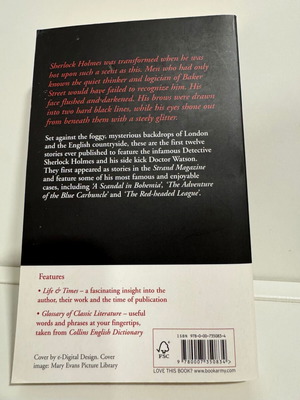 Sherlock Holmes was transformed when he was
hot upon such a scent as this. Men who had only
known the quiet thinker and logician of Baker
Street would have failed to recognize him. His
face flushed and darkened. His brows were drawn
into two hard black lines, while his eyes shone out
from beneath them with a steely glitter.
Set against the foggy, mysterious backdrops of London
and the English countryside, these are the first twelve
stories ever published to feature the infamous Detective
Sherlock Holmes and his side kick Doctor Watson.
They first appeared as stories in the Strand Magazine
and feature some of his most famous and enjoyable
cases, including 'A Scandal in Bohemia', 'The Adventure
of the Blue Carbuncle' and 'The Red-headed League'.
Features
• Life & Times – a fascinating insight into the
author, their work and the time of publication
• Glossary of Classic Literature – useful
words and phrases at your fingertips,
taken from Collins English Dictionary
Cover by e-Digital Design. Cover
image: Mary Evans Picture Library
FSC
ISBN 978-0-00-735083-4
9 780007 350834
LOVE THIS BOOK? www.bookarmy.com